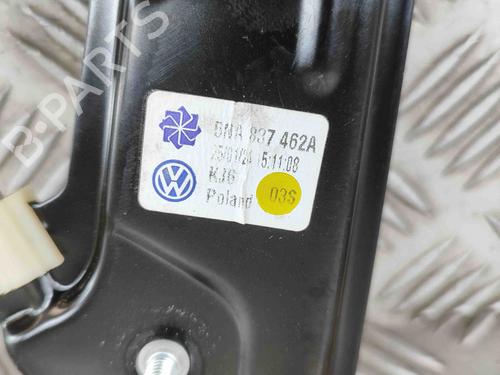 B-PARTS
5NA 837 462A
25/01/24 15:11:08
KJ6
Poland
03S